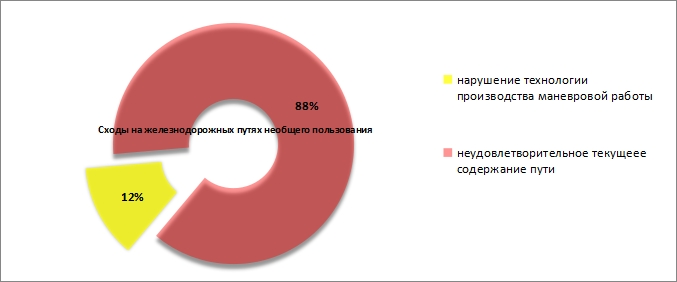 88%
Сходы на железнодорожных путях необщего пользования
12%
нарушение технологии
производства маневровой работы
неудовлетворительное текущеее
содержание пути